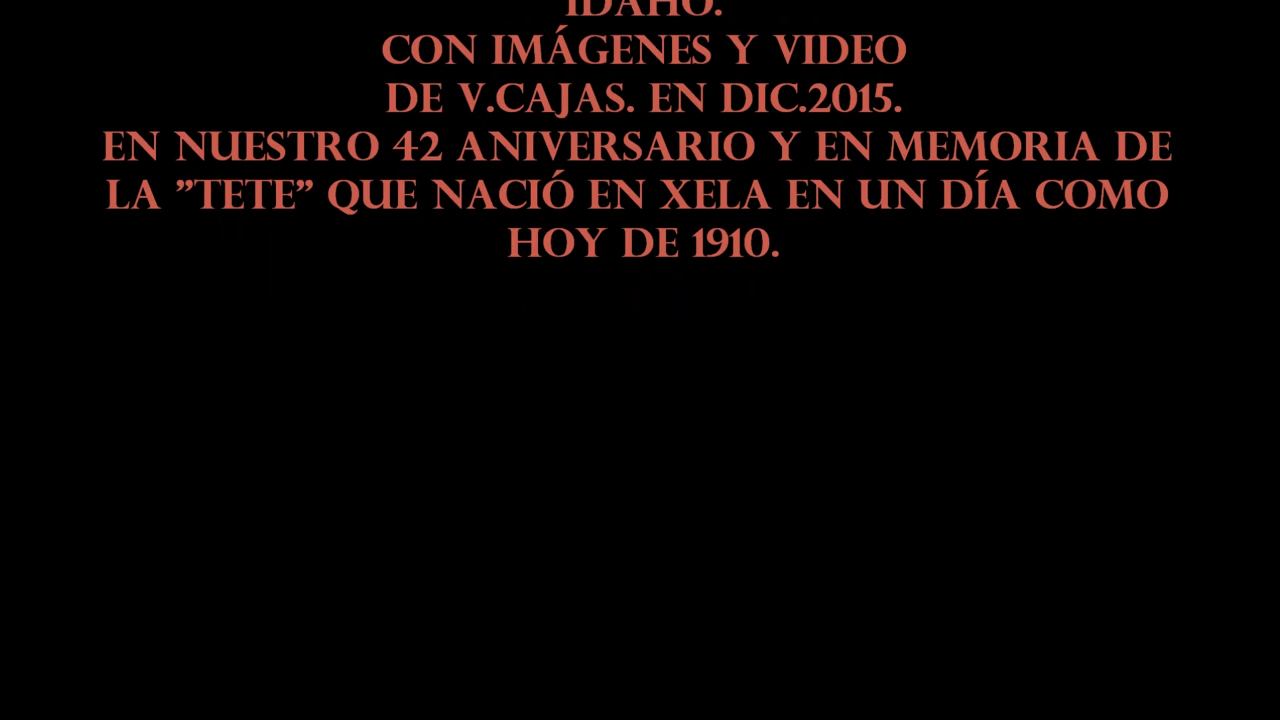 IDAHO.
CON IMÁGENES Y VIDEO
DE V.CAJAS. EN DIC.2015.
EN NUESTRO 42 ANIVERSARIO Y EN MEMORIA DE
LA ”TETE” QUE NACIÓ EN XELA EN UN DÍA COMO
HOY DE 1910.